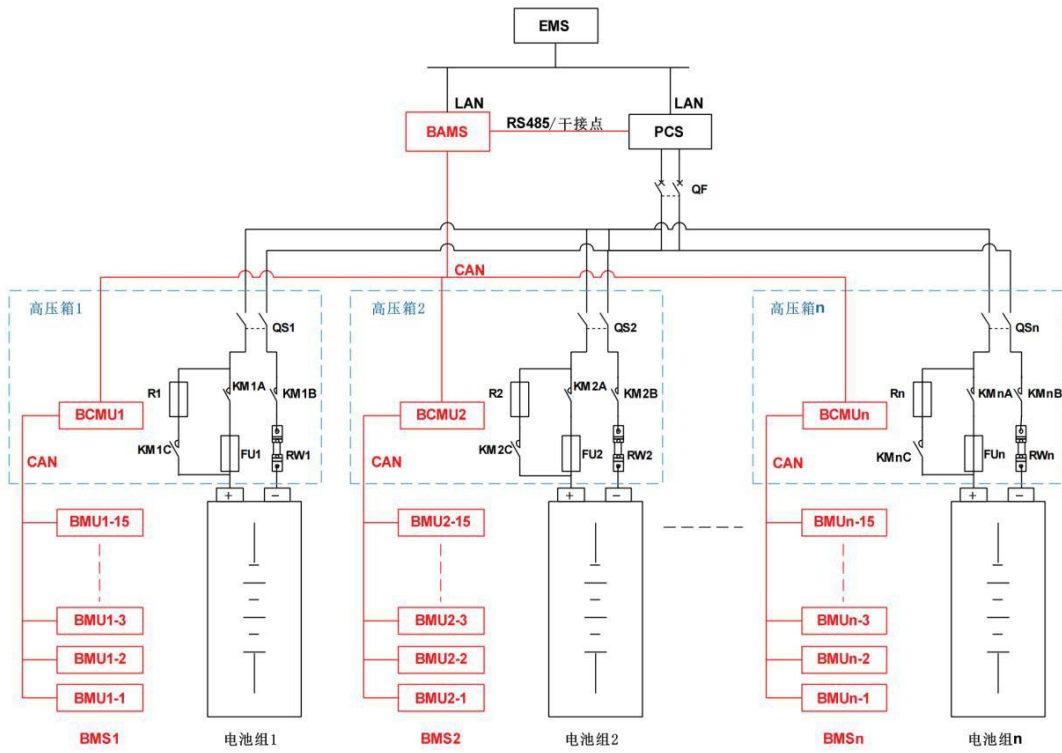 EMS
LAN
LAN
BAMS
RS485/干接点
PCS
QF
CAN
高压箱1
QS1
R1
KM1A
KM1B
BCMU1
KM1C
FU1
RW1
CAN
+
−
BMU1-15
BMU1-3
BMU1-2
BMU1-1
BMS1
电池组1
高压箱2
QS2
R2
KM2A
KM2B
BCMU2
KM2C
FU2
RW2
CAN
+
−
BMU2-15
BMU2-3
BMU2-2
BMU2-1
BMS2
电池组2
高压箱n
QSn
Rn
KMnA
KMnB
BCMUn
KMnC
FUn
RWn
CAN
+
−
BMUn-15
BMUn-3
BMUn-2
BMUn-1
BMSn
电池组n